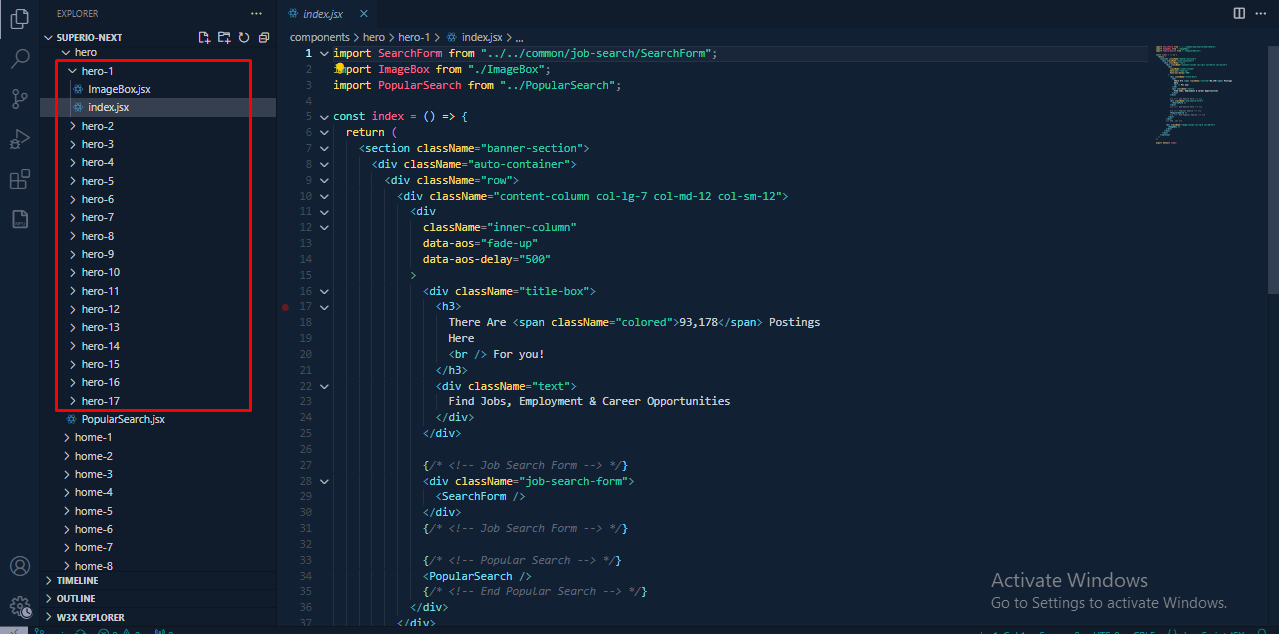 EXPLORER
SUPERIO-NEXT
hero
hero-1
ImageBox.jsx
index.jsx
hero-2
hero-3
hero-4
hero-5
hero-6
hero-7
hero-8
hero-9
hero-10
hero-11
hero-12
hero-13
hero-14
hero-15
hero-16
hero-17
PopularSearch.jsx
home-1
home-2
home-3
home-4
home-5
home-6
home-7
home-8
TIMELINE
OUTLINE
W3X EXPLORER
index.jsx
components > hero > hero-1 > index.jsx > ...
1 import SearchForm from "../../common/job-search/SearchForm";
2 import ImageBox from "./ImageBox";
3 import PopularSearch from "../PopularSearch";
4
5 const index = () => {
6 return (
7 <section className="banner-section">
8 <div className="auto-container">
9 <div className="row">
10 <div className="content-column col-lg-7 col-md-12 col-sm-12">
11 <div
12 className="inner-column"
13 data-aos="fade-up"
14 data-aos-delay="500"
15 >
16 <div className="title-box">
17 <h3>
18 There Are <span className="colored">93,178</span> Postings
19 Here
20 <br /> For you!
21 </h3>
22 <div className="text">
23 Find Jobs, Employment & Career Opportunities
24 </div>
25 </div>
26
27 {/* <!-- Job Search Form --> */}
28 <div className="job-search-form">
29 <SearchForm />
30 </div>
31 {/* <!-- Job Search Form --> */}
32
33 {/* <!-- Popular Search --> */}
34 <PopularSearch />
35 {/* <!-- End Popular Search --> */}
36 </div>
37 </div>
Activate Windows
Go to Settings to activate Windows.